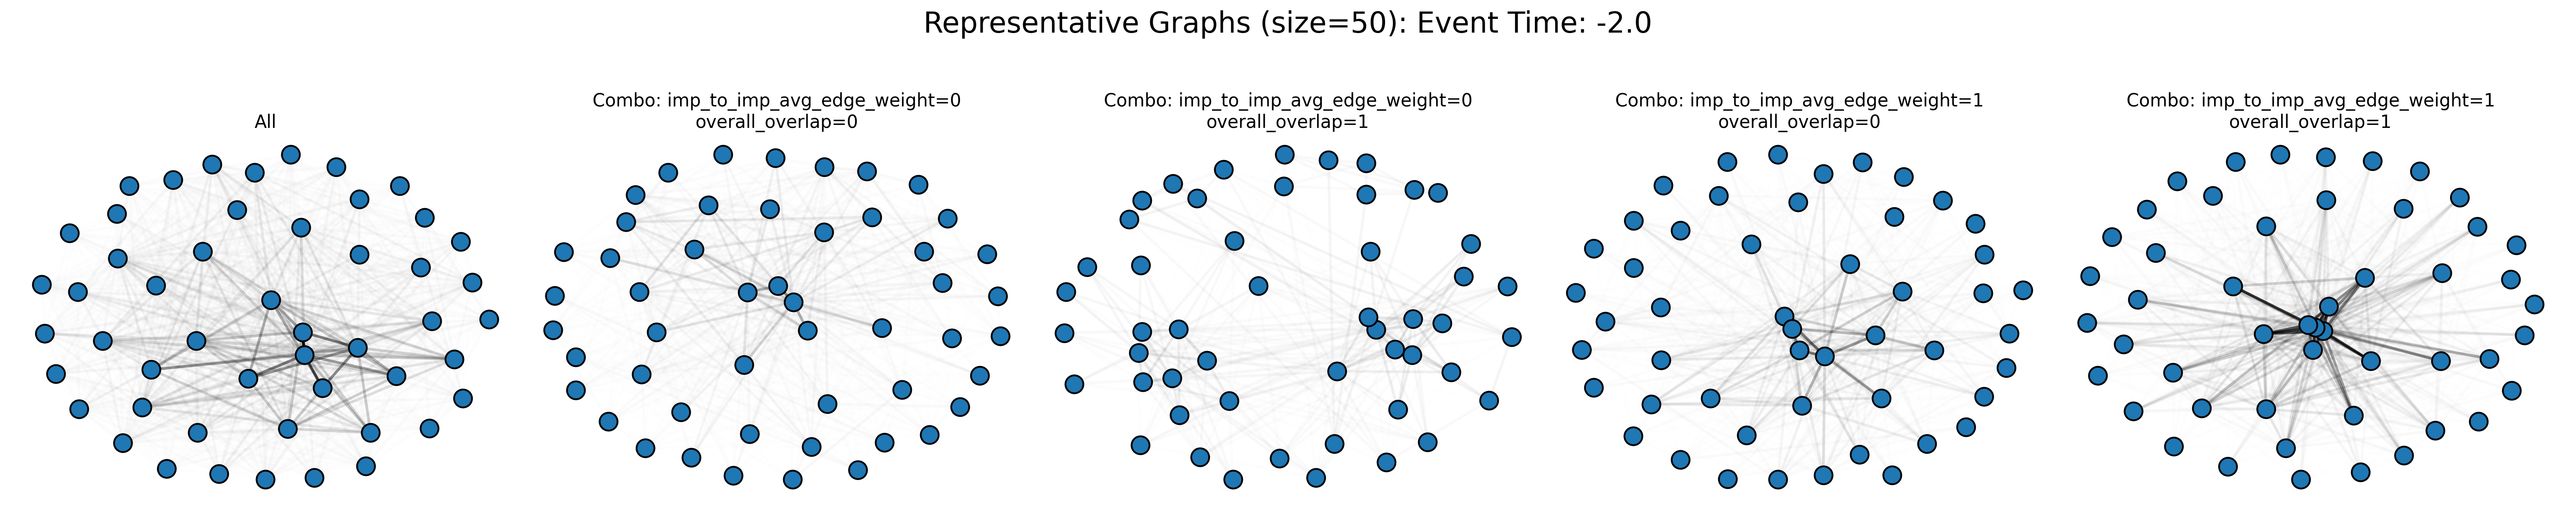 Representative Graphs (size=50): Event Time: -2.0
All
Combo: imp_to_imp_avg_edge_weight=0
overall_overlap=0
Combo: imp_to_imp_avg_edge_weight=0
overall_overlap=1
Combo: imp_to_imp_avg_edge_weight=1
overall_overlap=0
Combo: imp_to_imp_avg_edge_weight=1
overall_overlap=1